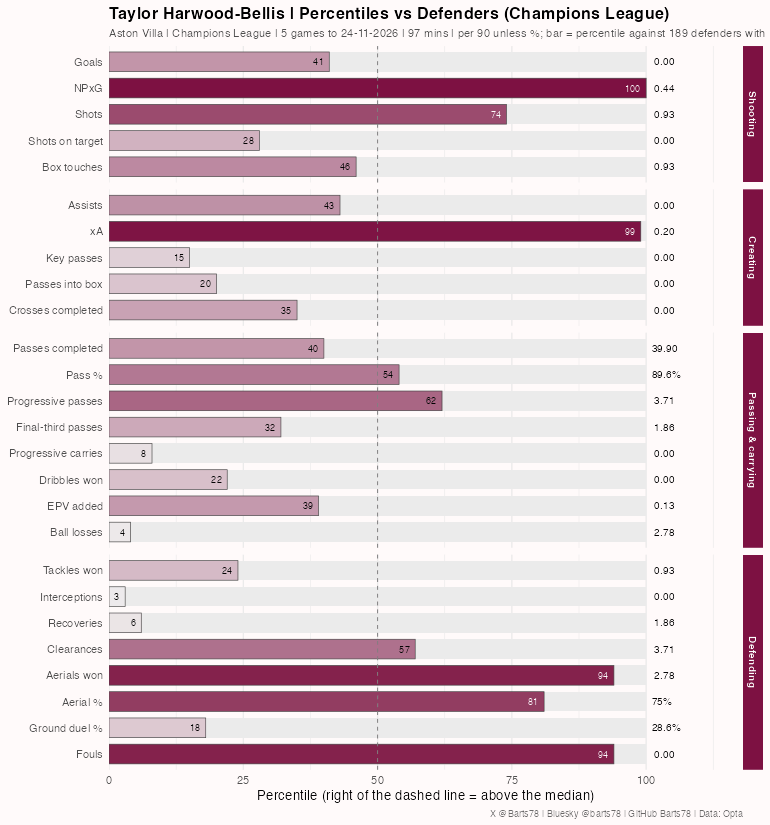 Taylor Harwood-Bellis | Percentiles vs Defenders (Champions League)
Aston Villa | Champions League | 5 games to 24-11-2026 | 97 mins | per 90 unless %; bar = percentile against 189 defenders with
Goals 41 0.00
NPxG 100 0.44
Shots 74 0.93
Shots on target 28 0.00
Box touches 46 0.93
Shooting
Assists 43 0.00
xA 99 0.20
Key passes 15 0.00
Passes into box 20 0.00
Crosses completed 35 0.00
Creating
Passes completed 40 39.90
Pass % 54 89.6%
Progressive passes 62 3.71
Final-third passes 32 1.86
Progressive carries 8 0.00
Dribbles won 22 0.00
EPV added 39 0.13
Ball losses 4 2.78
Passing & carrying
Tackles won 24 0.93
Interceptions 3 0.00
Recoveries 6 1.86
Clearances 57 3.71
Aerials won 94 2.78
Aerial % 81 75%
Ground duel % 18 28.6%
Fouls 94 0.00
Defending
0 25 50 75 100
Percentile (right of the dashed line = above the median)
X @Barts78 | Bluesky @barts78 | GitHub Barts78 | Data: Opta